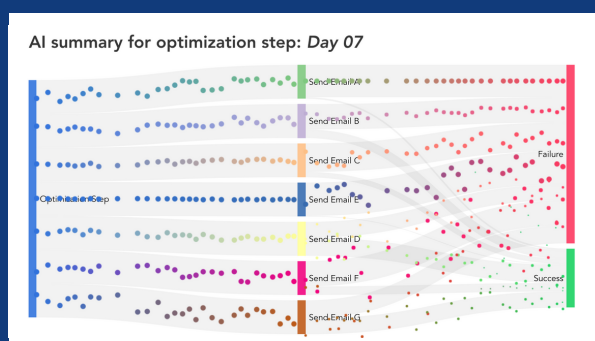 AI summary for optimization step: Day 07
Send Email A
Send Email B
Send Email C
Failure
Optimization Step
Send Email E
Send Email D
Send Email F
Success
Send Email G